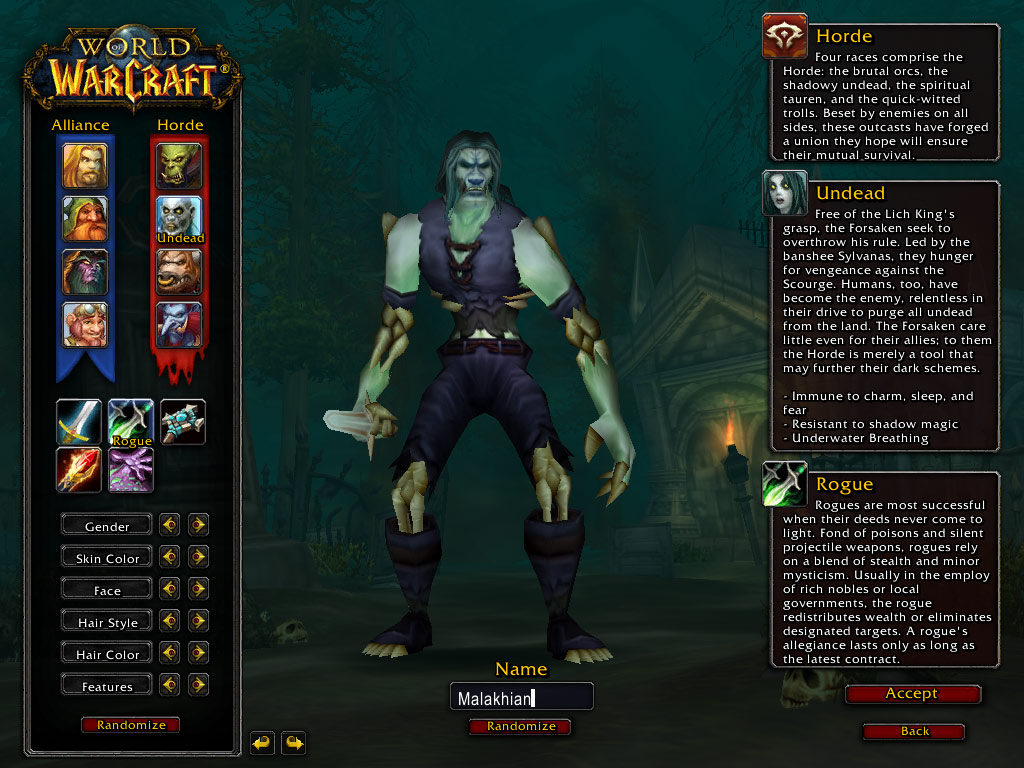 WORLD
OF
WARCRAFT®
Alliance
Horde
Undead
Rogue
Gender
Skin Color
Face
Hair Style
Hair Color
Features
Randomize
Name
Malakhian
Randomize
Horde
Four races comprise the
Horde: the brutal orcs, the
shadowy undead, the spiritual
tauren, and the quick-witted
trolls. Beset by enemies on all
sides, these outcasts have forged
a union they hope will ensure
their mutual survival.
Undead
Free of the Lich King's
grasp, the Forsaken seek to
overthrow his rule. Led by the
banshee Sylvanas, they hunger
for vengeance against the
Scourge. Humans, too, have
become the enemy, relentless in
their drive to purge all undead
from the land. The Forsaken care
little even for their allies; to them
the Horde is merely a tool that
may further their dark schemes.
- Immune to charm, sleep, and
fear
- Resistant to shadow magic
- Underwater Breathing
Rogue
Rogues are most successful
when their deeds never come to
light. Fond of poisons and silent
projectile weapons, rogues rely
on a blend of stealth and minor
mysticism. Usually in the employ
of rich nobles or local
governments, the rogue
redistributes wealth or eliminates
designated targets. A rogue's
allegiance lasts only as long as
the latest contract.
Accept
Back